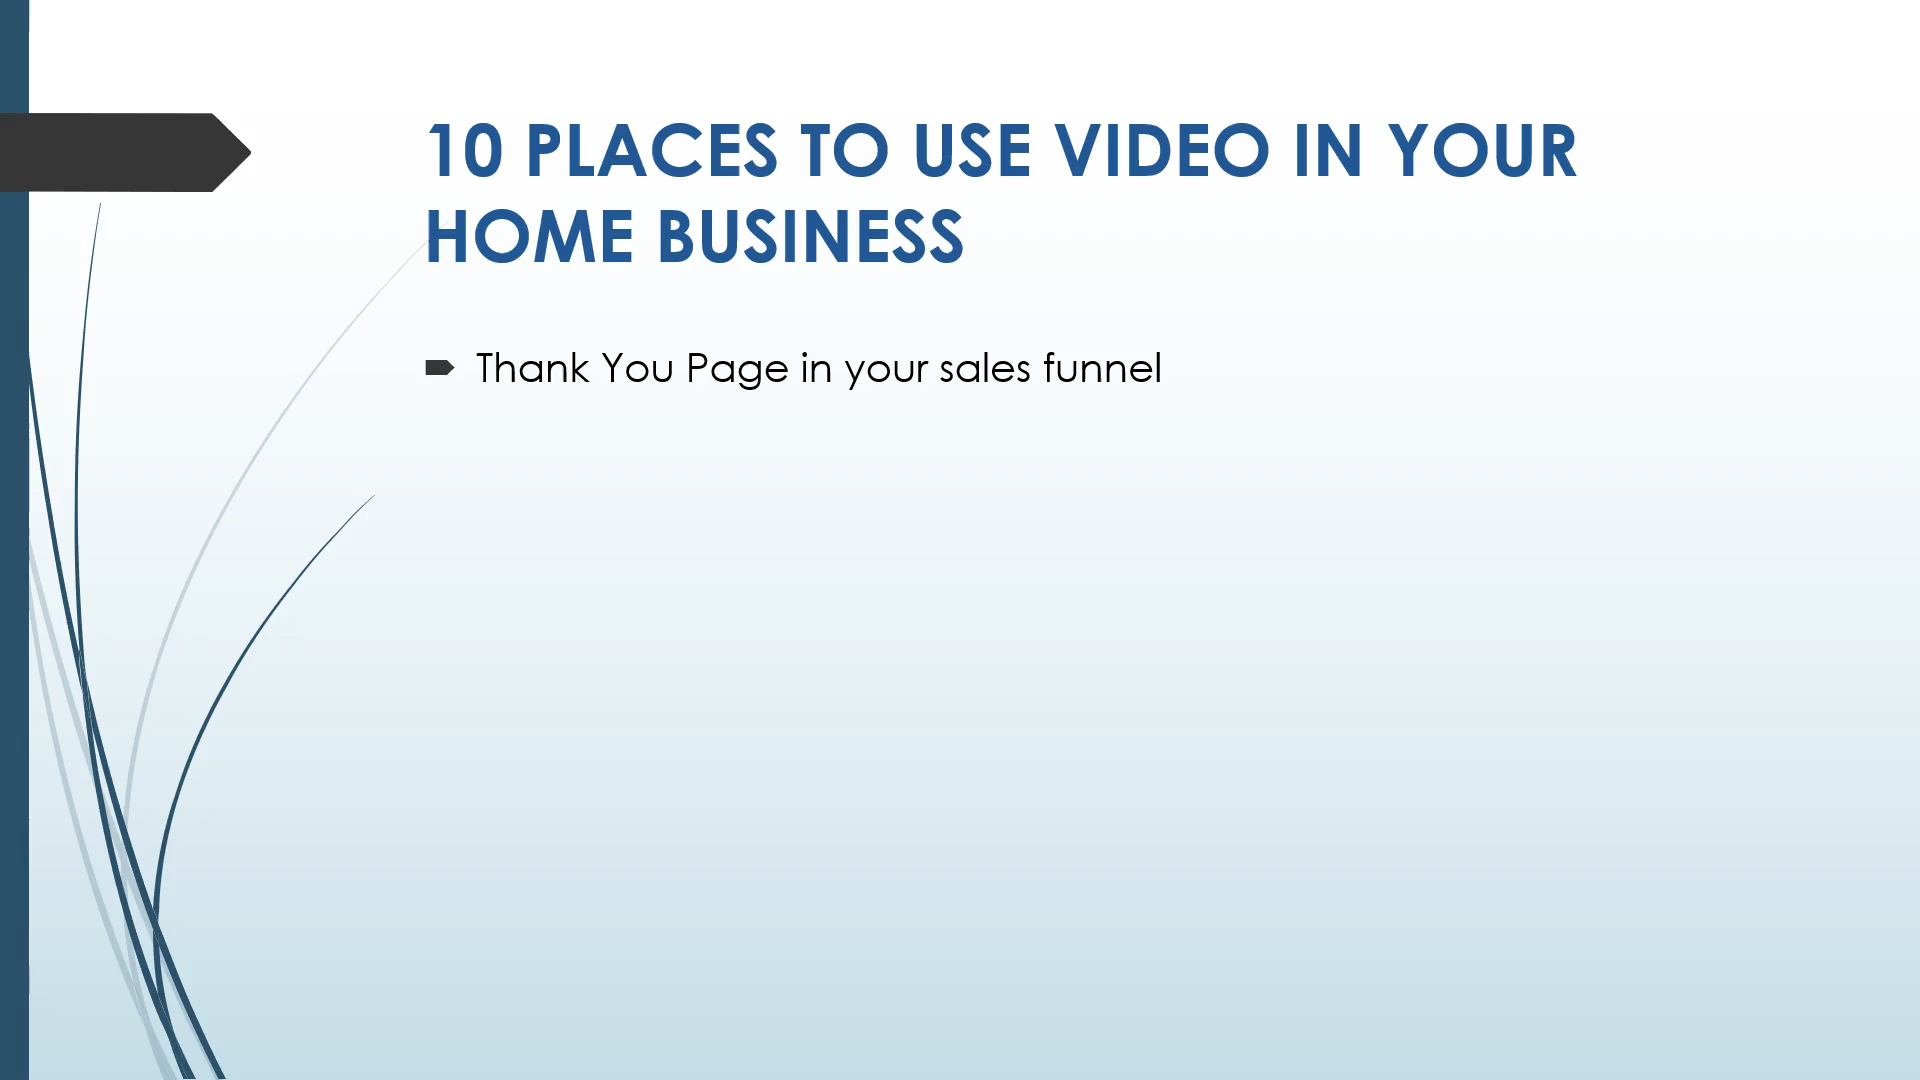 10 PLACES TO USE VIDEO IN YOUR
HOME BUSINESS
Thank You Page in your sales funnel